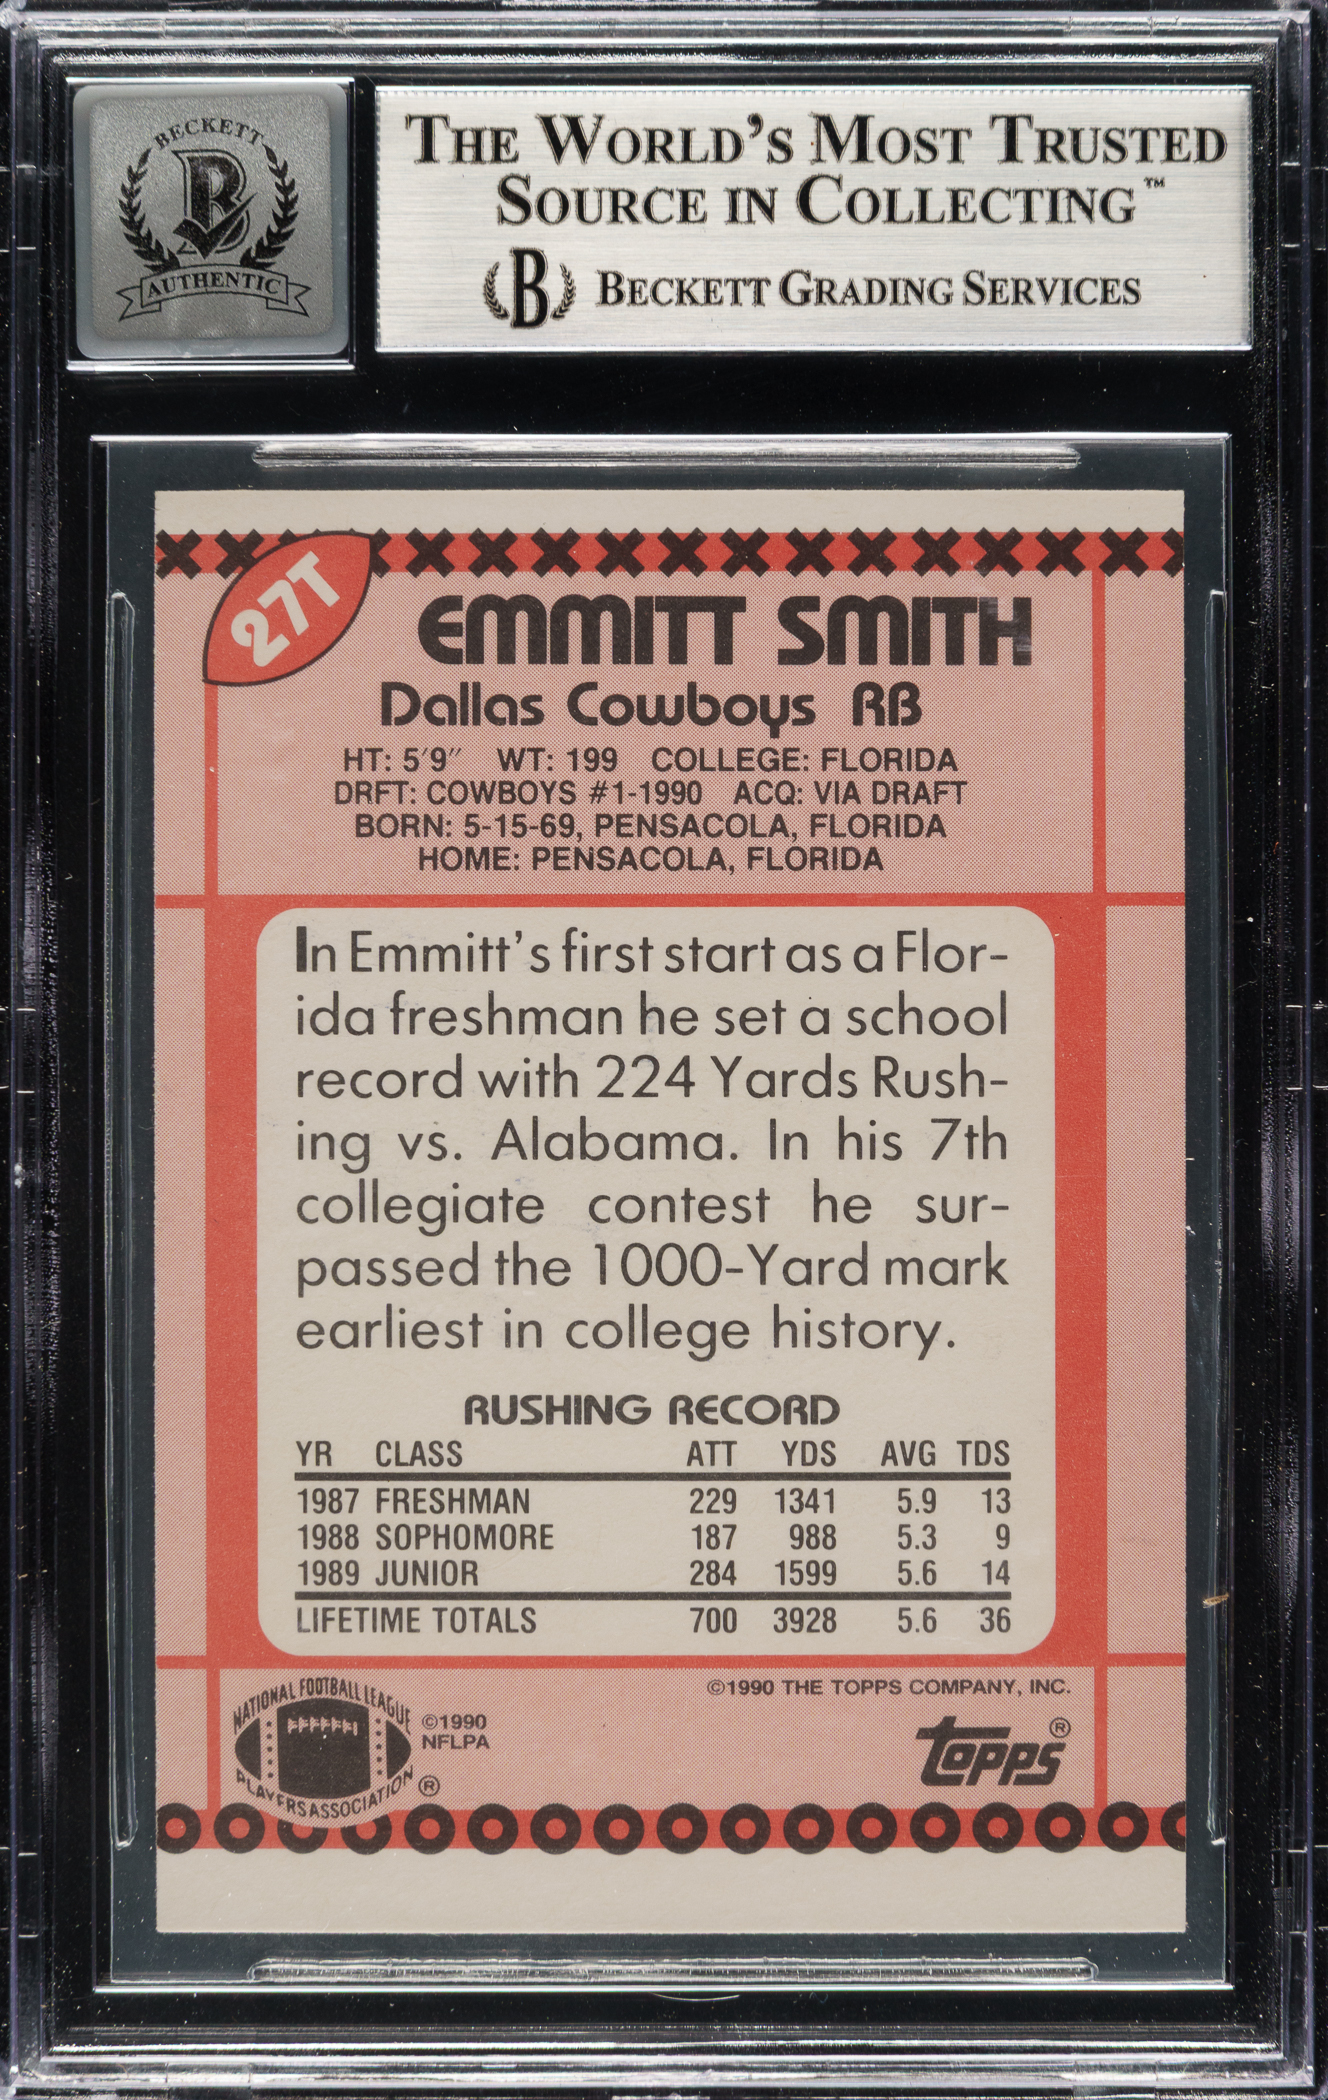 BECKETT
B
AUTHENTIC
THE WORLD'S MOST TRUSTED
SOURCE IN COLLECTING™
B BECKETT GRADING SERVICES
27T
EMMITT SMITH
Dallas Cowboys RB
HT: 5'9" WT: 199 COLLEGE: FLORIDA
DRFT: COWBOYS #1-1990 ACQ: VIA DRAFT
BORN: 5-15-69, PENSACOLA, FLORIDA
HOME: PENSACOLA, FLORIDA
In Emmitt's first start as a Flor-
ida freshman he set a school
record with 224 Yards Rush-
ing vs. Alabama. In his 7th
collegiate contest he sur-
passed the 1000-Yard mark
earliest in college history.
RUSHING RECORD
YR CLASS ATT YDS AVG TDS
1987 FRESHMAN 229 1341 5.9 13
1988 SOPHOMORE 187 988 5.3 9
1989 JUNIOR 284 1599 5.6 14
LIFETIME TOTALS 700 3928 5.6 36
©1990 THE TOPPS COMPANY, INC.
NATIONAL FOOTBALL LEAGUE
PLAYERS ASSOCIATION ®
©1990
NFLPA
topps®